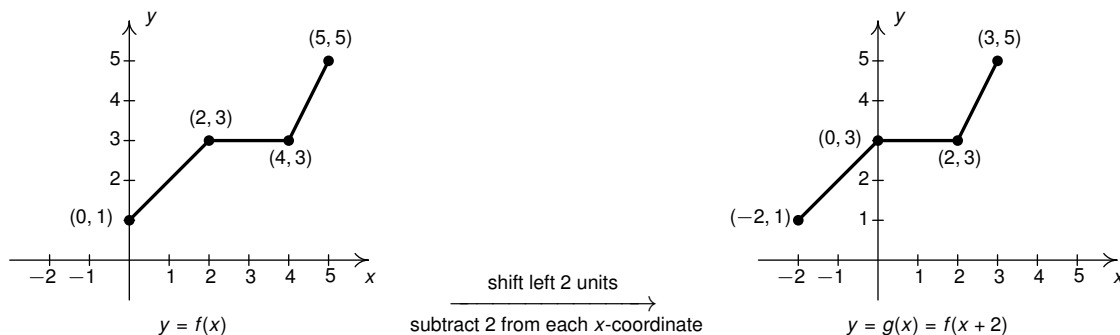 y
(5, 5)
5
4
(2, 3)
3
(4, 3)
2
(0, 1)
−2 −1 1 2 3 4 5 x
y = f(x)
shift left 2 units
subtract 2 from each x-coordinate
y
(3, 5)
5
4
(0, 3)
3
(2, 3)
2
(−2, 1)
1
−2 −1 1 2 3 4 5 x
y = g(x) = f(x + 2)